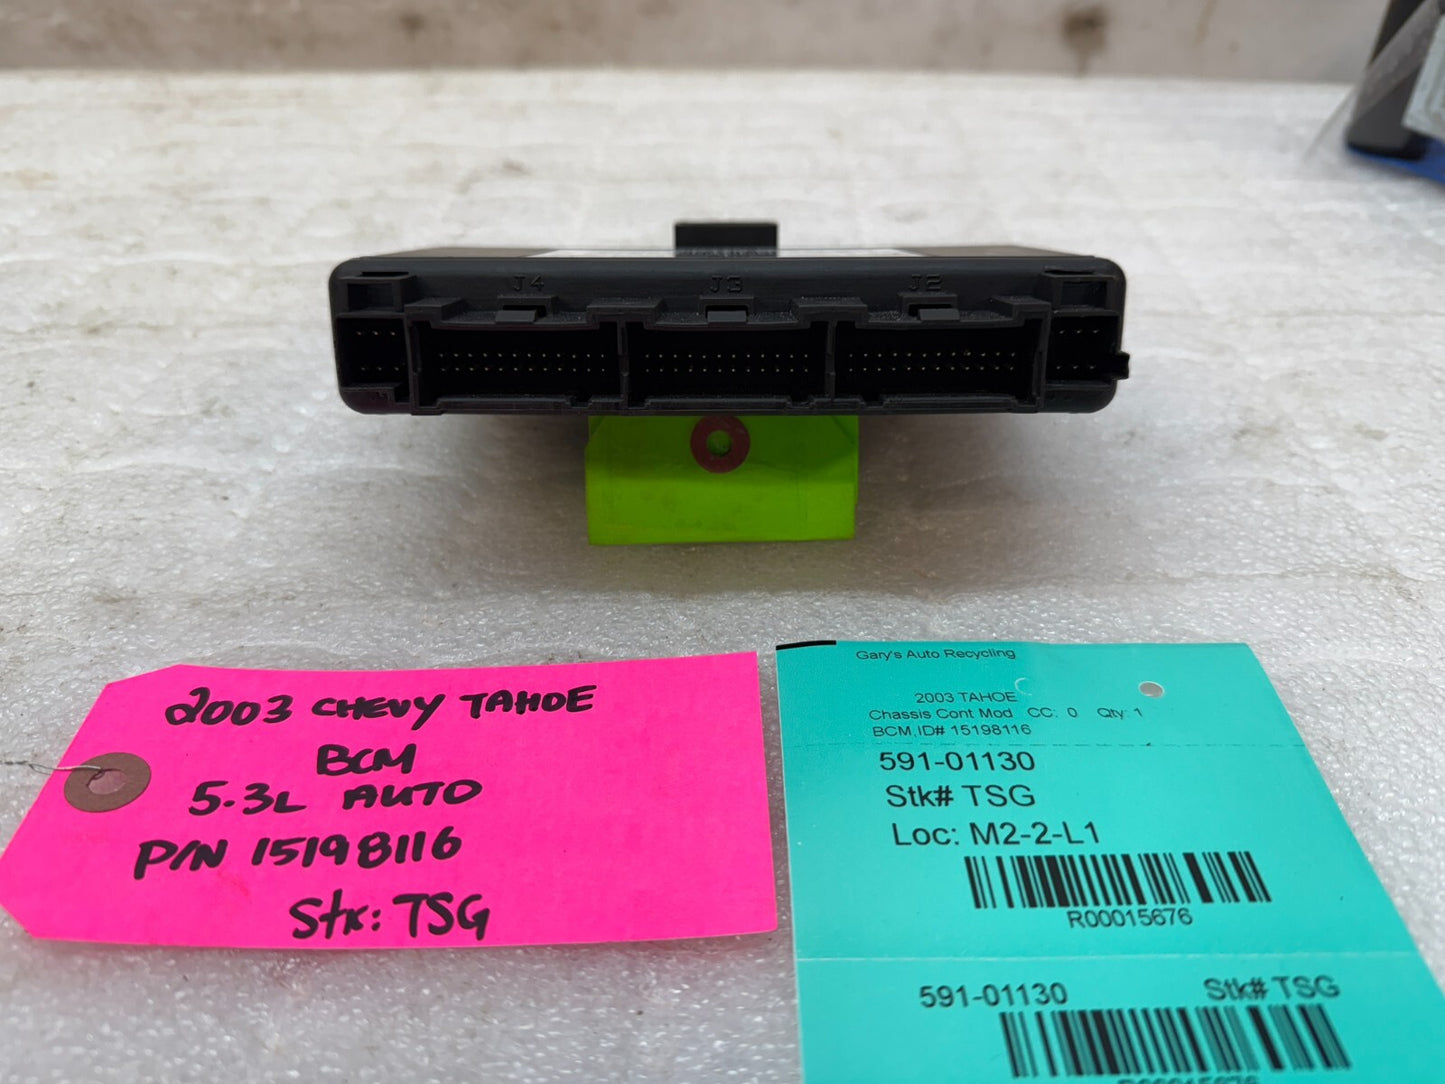 J4 J3 J2
2003 CHEVY TAHOE
BCM
5.3L AUTO
P/N 15198116
Stk: TSG
Gary's Auto Recycling
2003 TAHOE
Chassis Cont Mod CC: 0 Qty: 1
BCM,ID# 15198116
591-01130
Stk# TSG
Loc: M2-2-L1
R00015676
591-01130 Stk# TSG
R00015676